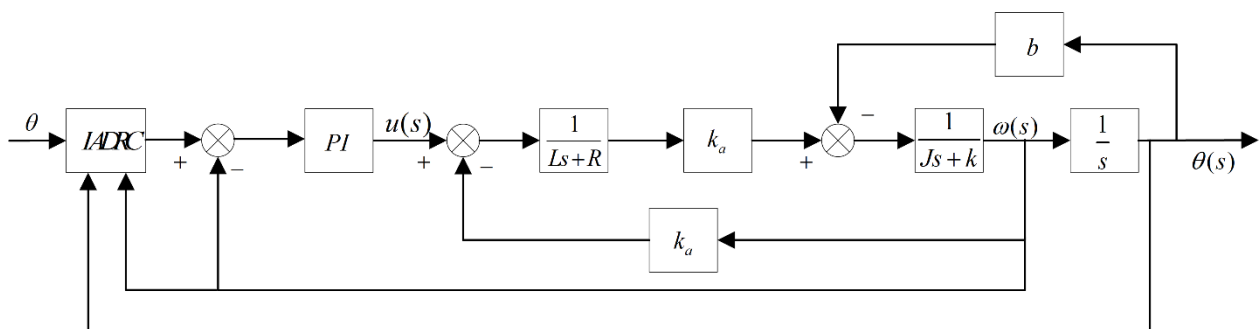 b
θ
IADRC
+
−
PI
u(s)
+
−
1
Ls+R
k_a
+
−
1
Js+k
ω(s)
1
s
θ(s)
k_a